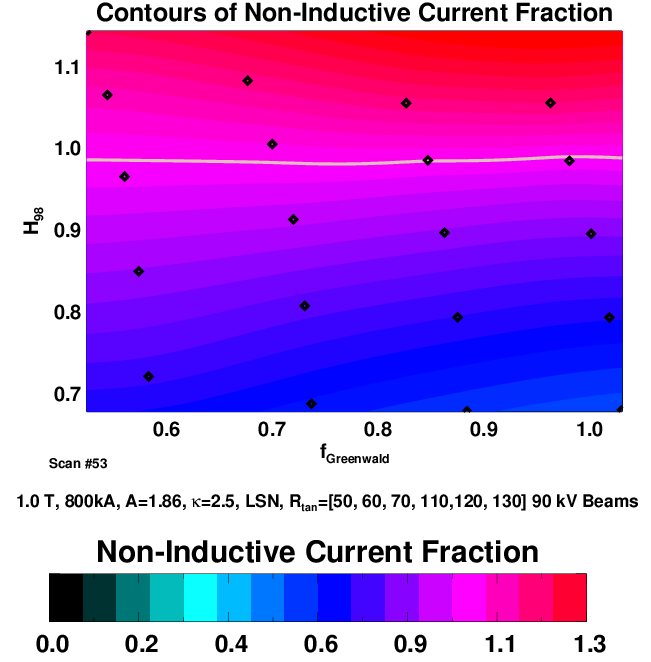 Contours of Non-Inductive Current Fraction
1.1
1.0
0.9
0.8
0.7
H98
0.6 0.7 0.8 0.9 1.0
fGreenwald
Scan #53
1.0 T, 800kA, A=1.86, κ=2.5, LSN, Rtan=[50, 60, 70, 110,120, 130] 90 kV Beams
Non-Inductive Current Fraction
0.0 0.2 0.4 0.6 0.9 1.1 1.3